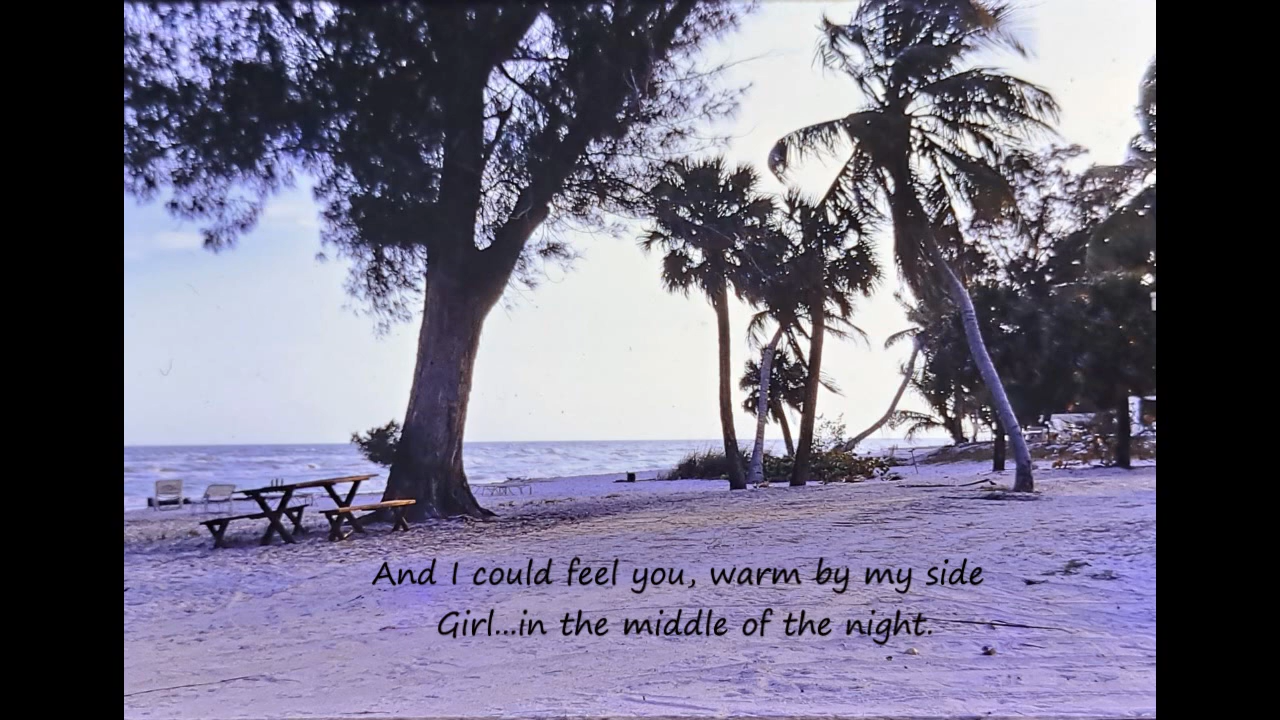 And I could feel you, warm by my side
Girl...in the middle of the night.